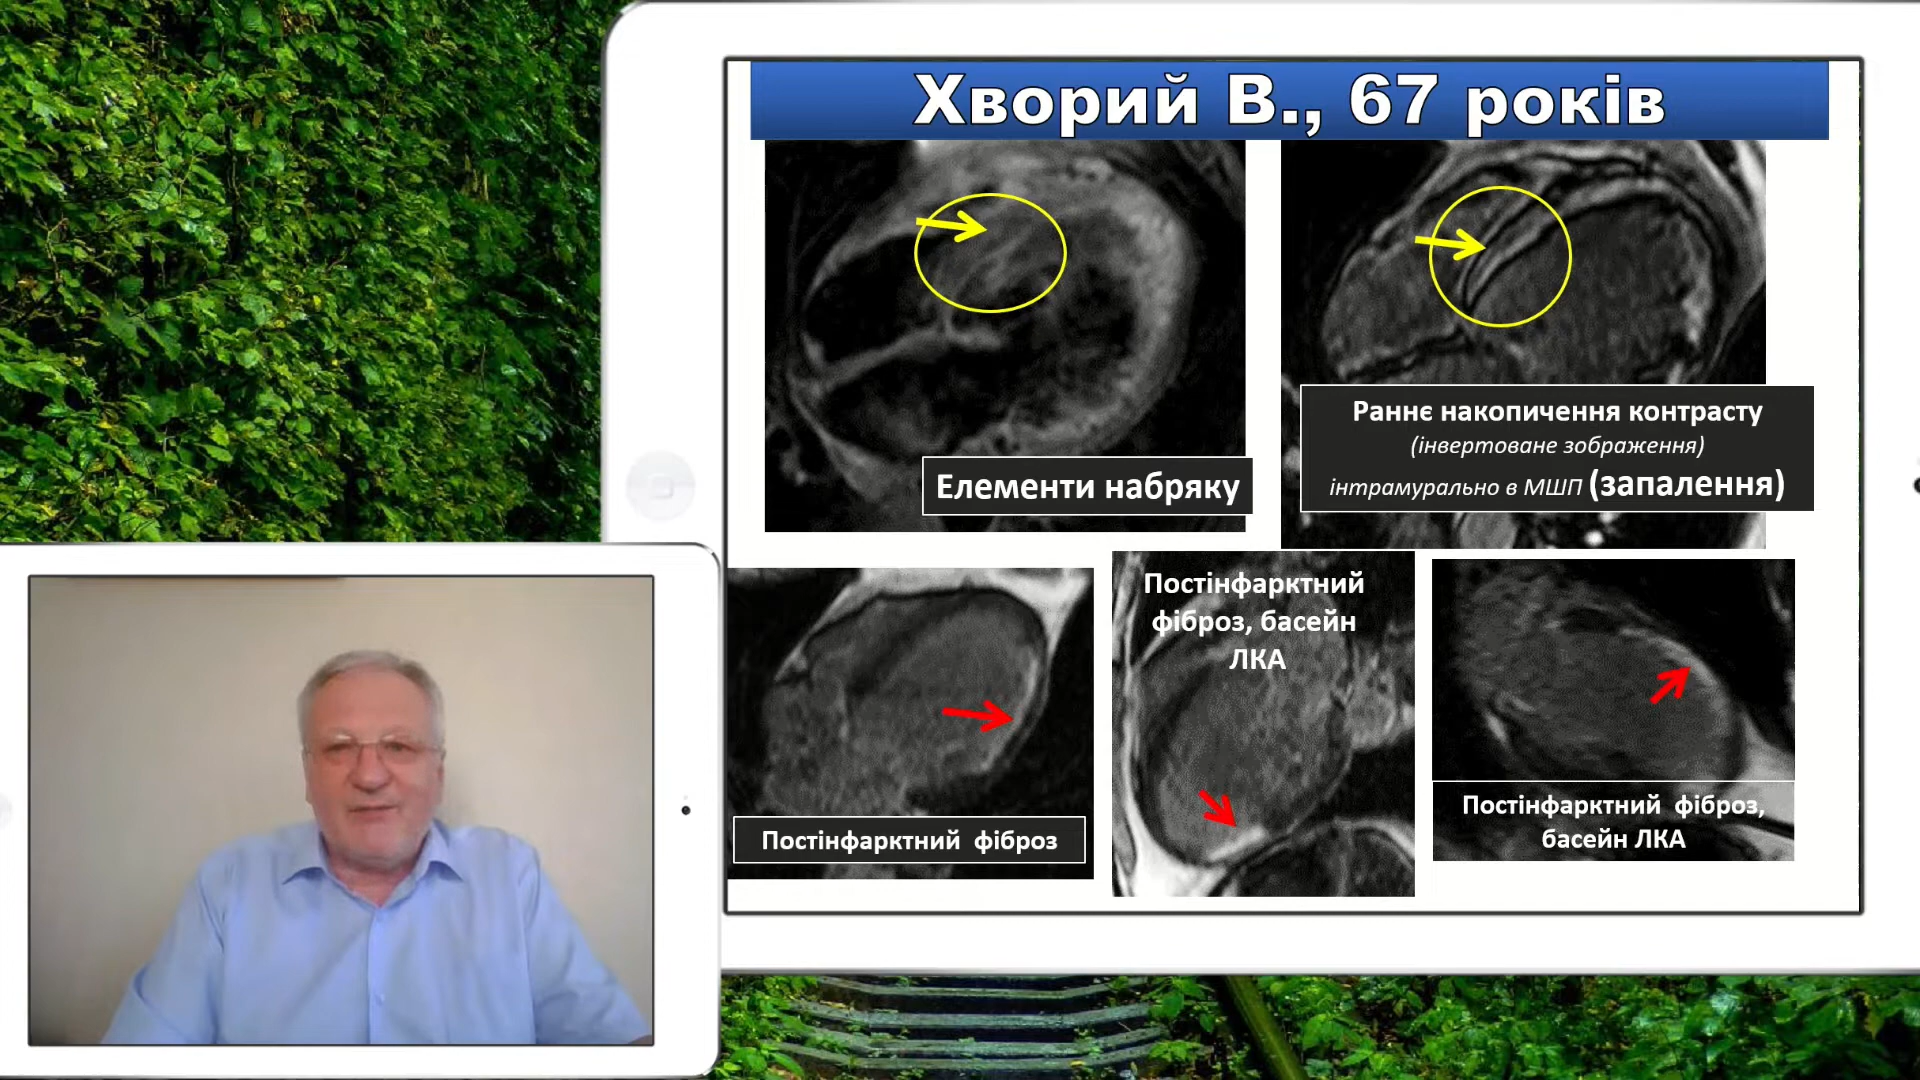 Хворий В., 67 років
Елементи набряку
Раннє накопичення контрасту
(інвертоване зображення)
інтрамурально в МШП (запалення)
Постінфарктний фіброз
Постінфарктний
фіброз, басейн
ЛКА
Постінфарктний фіброз,
басейн ЛКА